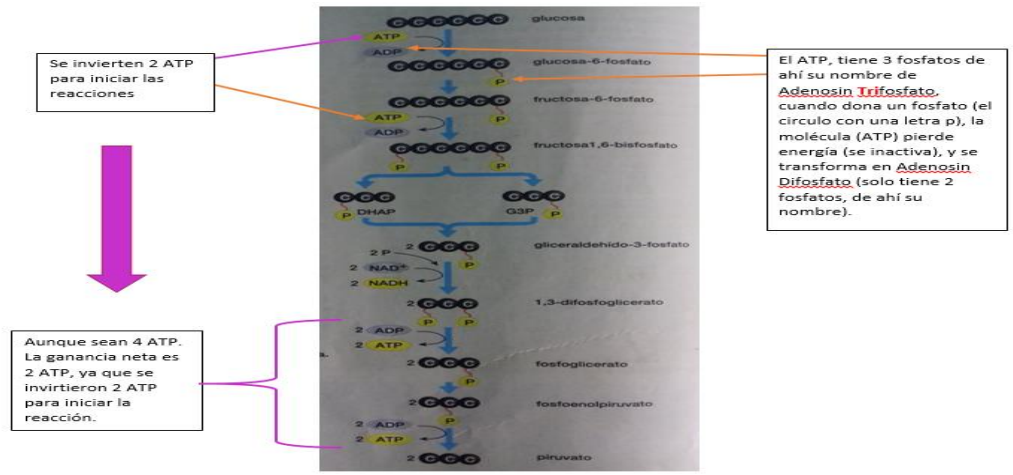 Se invierten 2 ATP
para iniciar las
reacciones
Aunque sean 4 ATP.
La ganancia neta es
2 ATP, ya que se
invirtieron 2 ATP
para iniciar la
reacción.
C C C C C C glucosa
ATP
ADP
C C C C C C glucosa-6-fosfato
P
C C C C C C fructosa-6-fosfato
ATP P
ADP
C C C C C C fructosa1,6-bisfosfato
P P
C C C C C C
P DHAP G3P P
2 C C C gliceraldehído-3-fosfato
2 P P
2 NAD+
2 NADH
2 C C C 1,3-difosfoglicerato
P P
2 ADP
2 ATP
2 C C C fosfoglicerato
P
2 C C C fosfoenolpiruvato
P
2 ADP
2 ATP
2 C C C piruvato
El ATP, tiene 3 fosfatos de
ahí su nombre de
Adenosin Trifosfato,
cuando dona un fosfato (el
circulo con una letra p), la
molécula (ATP) pierde
energía (se inactiva), y se
transforma en Adenosin
Difosfato (solo tiene 2
fosfatos, de ahí su
nombre).